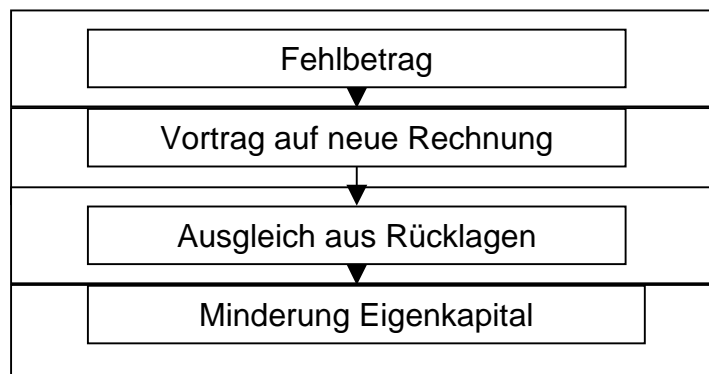 Fehlbetrag
Vortrag auf neue Rechnung
Ausgleich aus Rücklagen
Minderung Eigenkapital